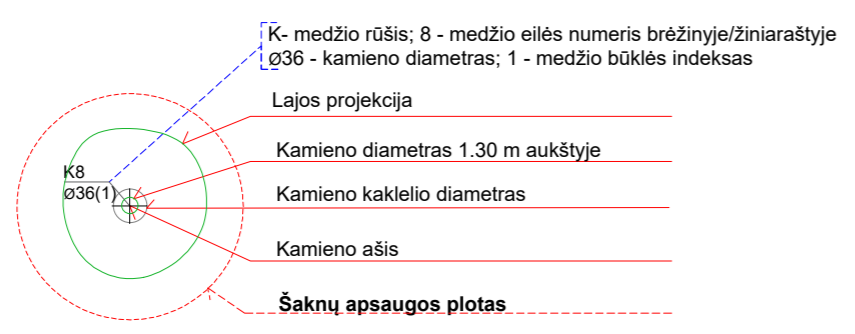 K- medžio rūšis; 8 - medžio eilės numeris brėžinyje/žiniaraštyje
Ø36 - kamieno diametras; 1 - medžio būklės indeksas
Lajos projekcija
Kamieno diametras 1.30 m aukštyje
K8
Ø36(1)
Kamieno kaklelio diametras
Kamieno ašis
Šaknų apsaugos plotas